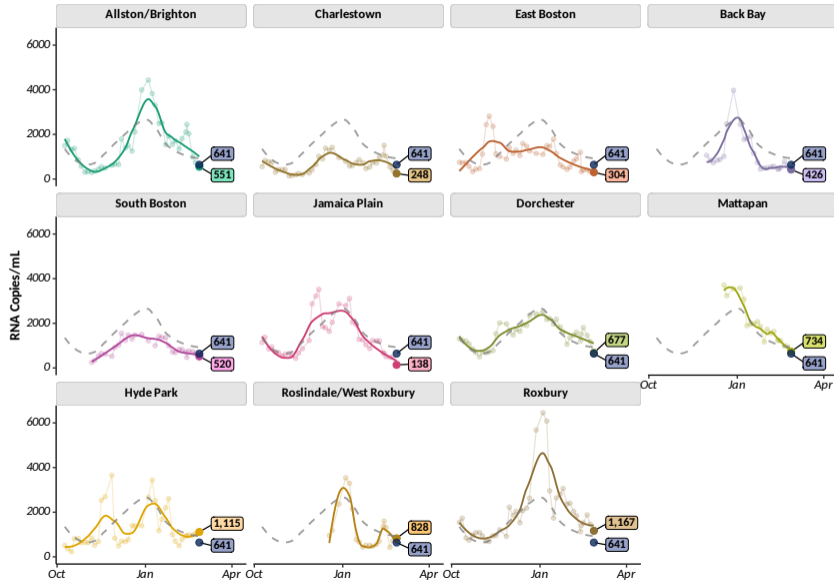 Allston/Brighton
Charlestown
East Boston
Back Bay
6000
4000
2000
0
641
551
641
248
641
304
641
426
South Boston
Jamaica Plain
Dorchester
Mattapan
RNA Copies/mL
6000
4000
2000
0
641
520
641
138
677
641
734
641
Oct
Jan
Apr
Hyde Park
Roslindale/West Roxbury
Roxbury
6000
4000
2000
0
1,115
641
828
641
1,167
641
Oct
Jan
Apr
Oct
Jan
Apr
Oct
Jan
Apr